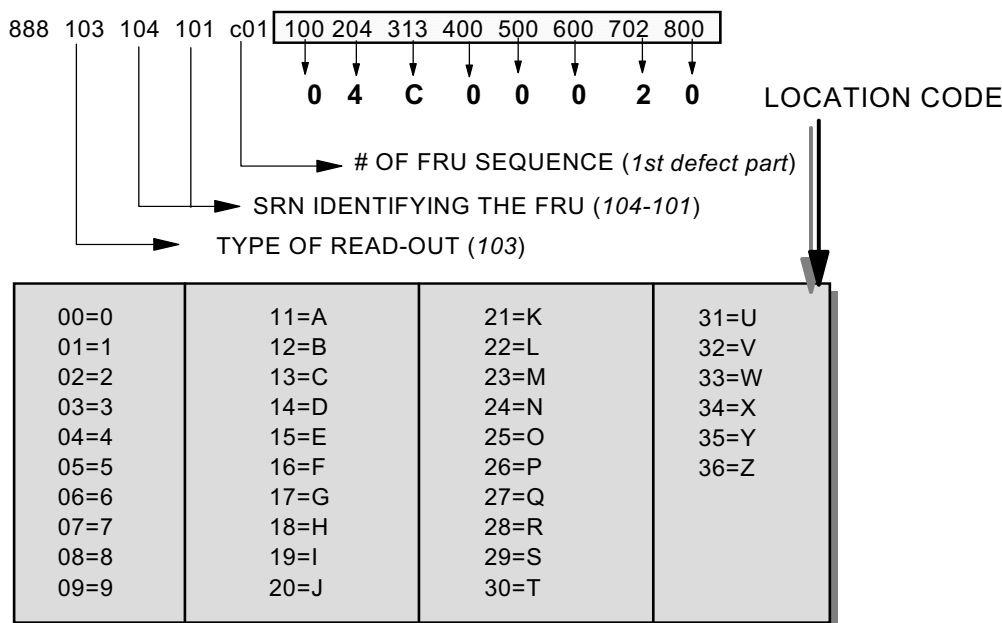 888 103 104 101 c01 100 204 313 400 500 600 702 800
0 4 C 0 0 0 2 0
LOCATION CODE
# OF FRU SEQUENCE (1st defect part)
SRN IDENTIFYING THE FRU (104-101)
TYPE OF READ-OUT (103)
00=0 11=A 21=K 31=U
01=1 12=B 22=L 32=V
02=2 13=C 23=M 33=W
03=3 14=D 24=N 34=X
04=4 15=E 25=O 35=Y
05=5 16=F 26=P 36=Z
06=6 17=G 27=Q
07=7 18=H 28=R
08=8 19=I 29=S
09=9 20=J 30=T